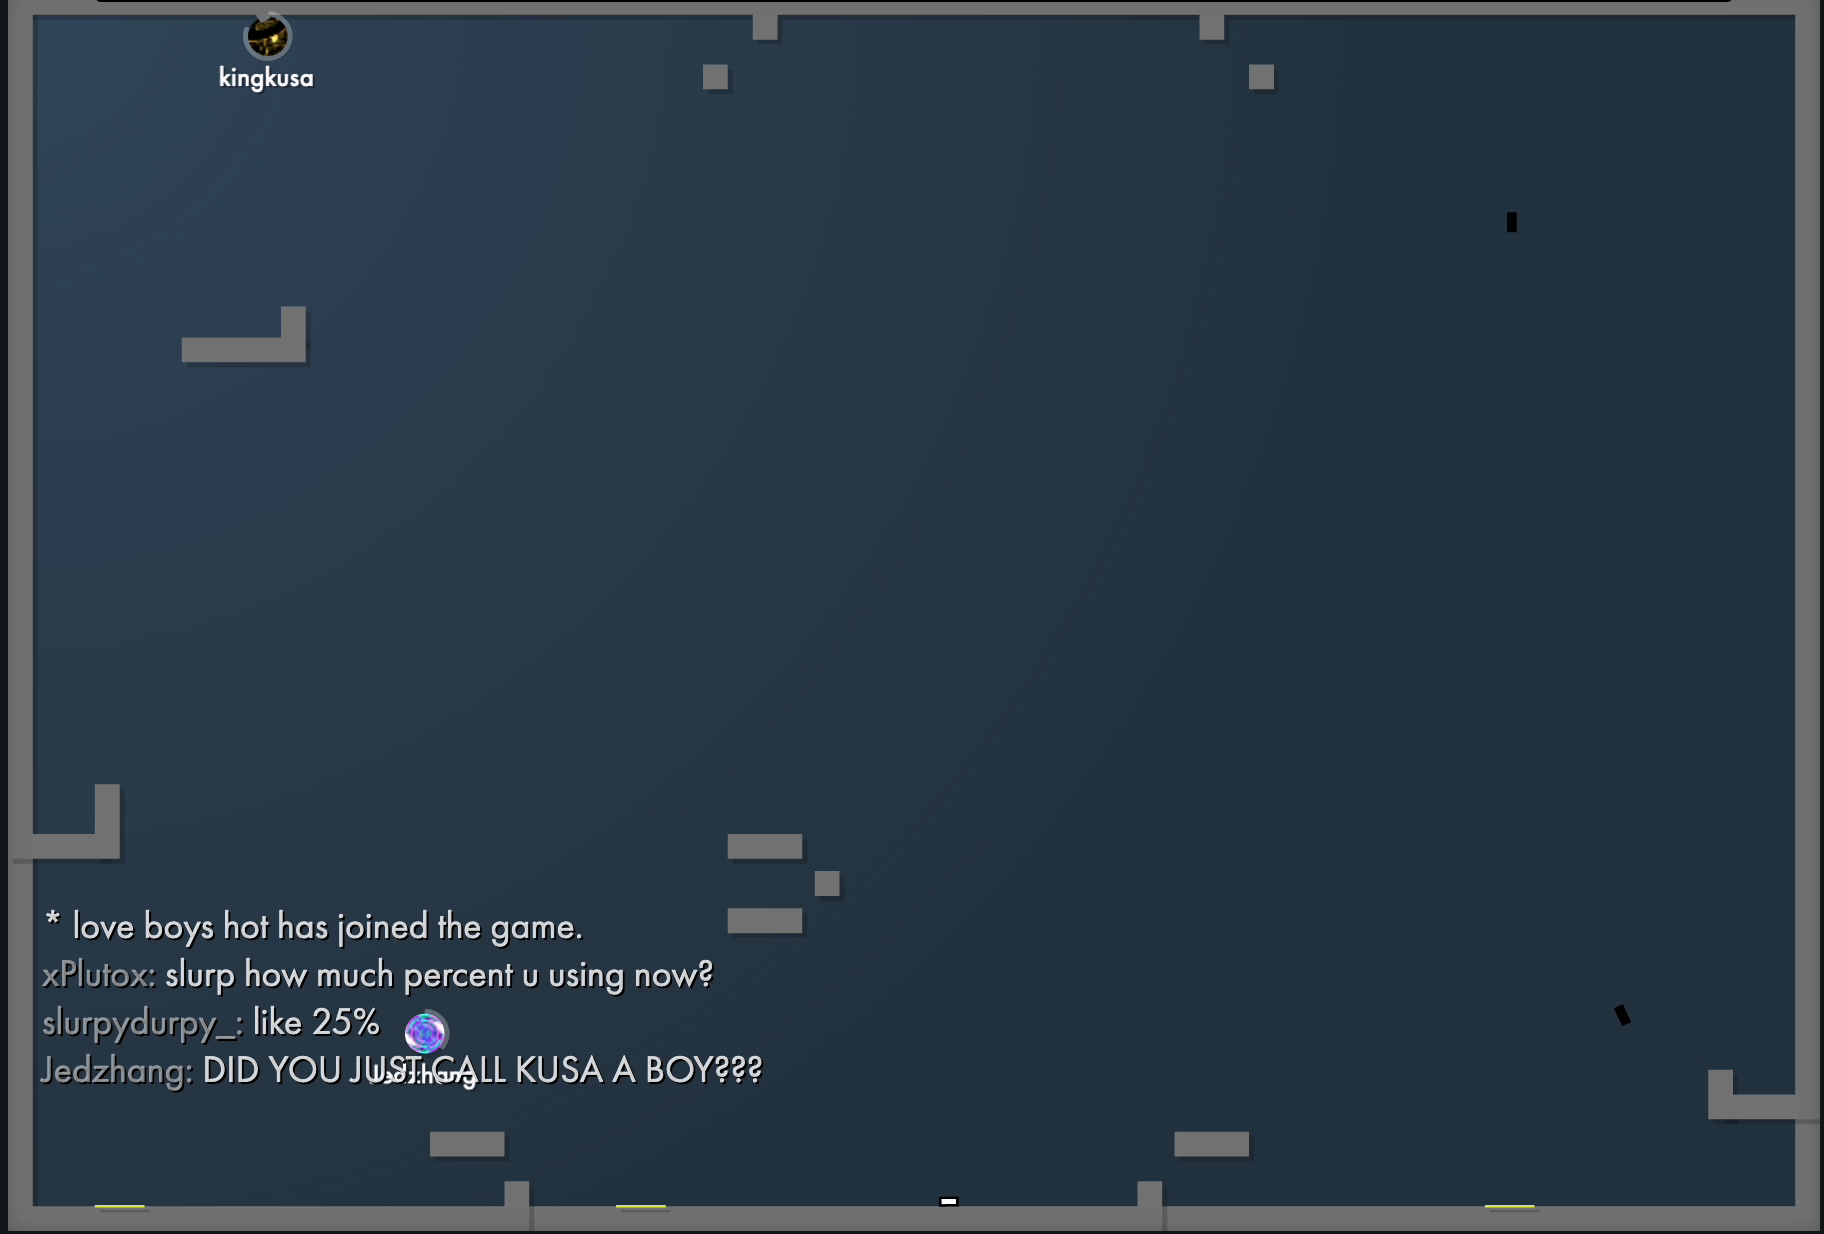 kingkusa
* love boys hot has joined the game.
xPlutox: slurp how much percent u using now?
slurpydurpy_: like 25%
Jedzhang: DID YOU JUST CALL KUSA A BOY???
Jedzhang